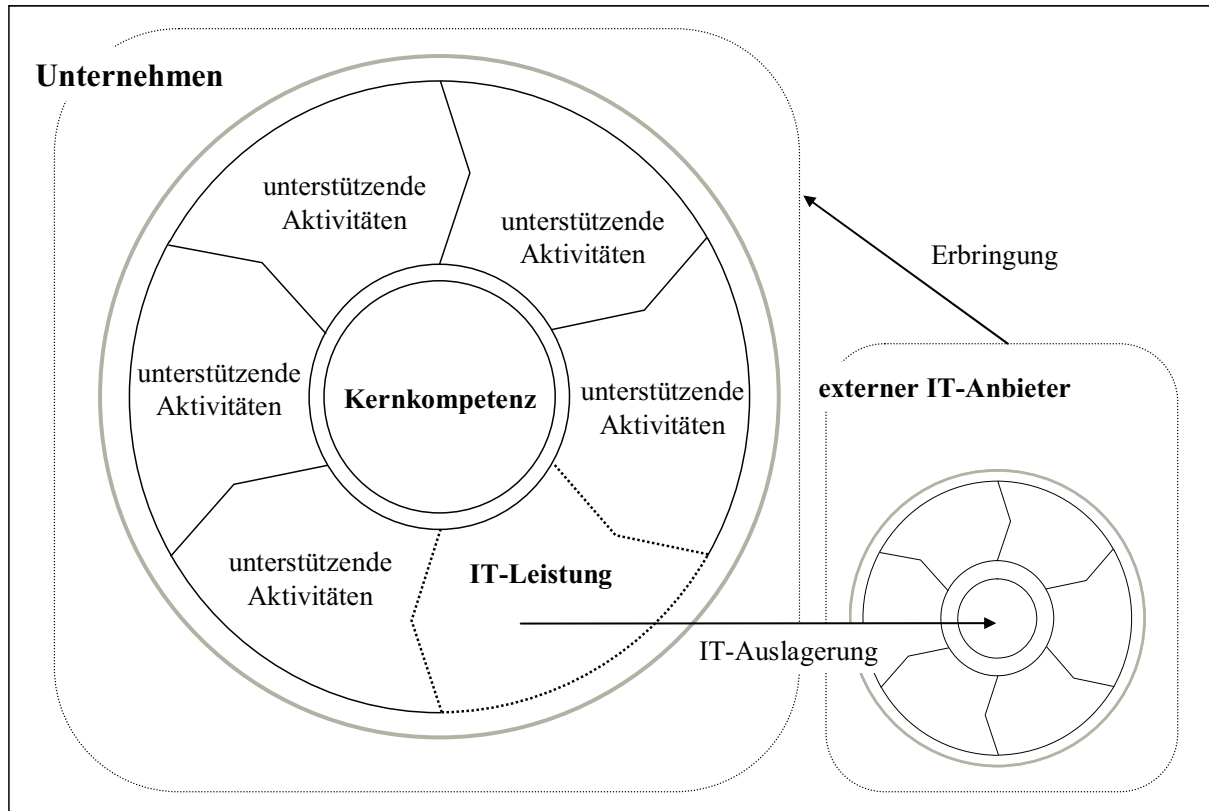 Unternehmen
unterstützende
Aktivitäten
unterstützende
Aktivitäten
Erbringung
unterstützende
Aktivitäten
Kernkompetenz
unterstützende
Aktivitäten
externer IT-Anbieter
unterstützende
Aktivitäten
IT-Leistung
IT-Auslagerung